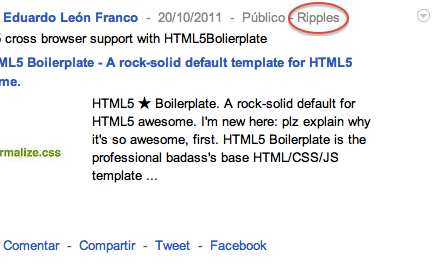 Eduardo León Franco - 20/10/2011 - Público - Ripples
cross browser support with HTML5Bolierplate
ML5 Boilerplate - A rock-solid default template for HTML5
me.
HTML5 ★ Boilerplate. A rock-solid default for
HTML5 awesome. I'm new here: plz explain why
it's so awesome, first. HTML5 Boilerplate is the
rmalize.css
professional badass's base HTML/CSS/JS
template ...
Comentar - Compartir - Tweet - Facebook